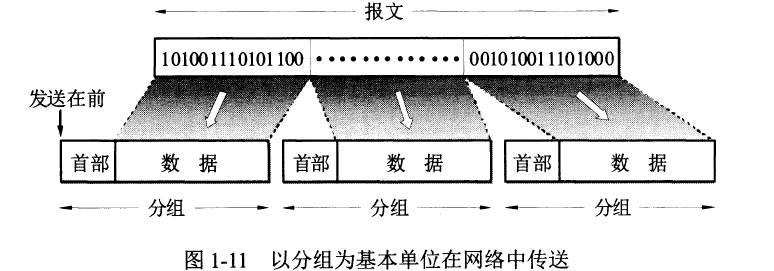 报文
1010011110101100 ················ 0010100111101000
发送在前
首部 数 据 首部 数 据 首部 数 据
分组 分组 分组
图 1-11 以分组为基本单位在网络中传送